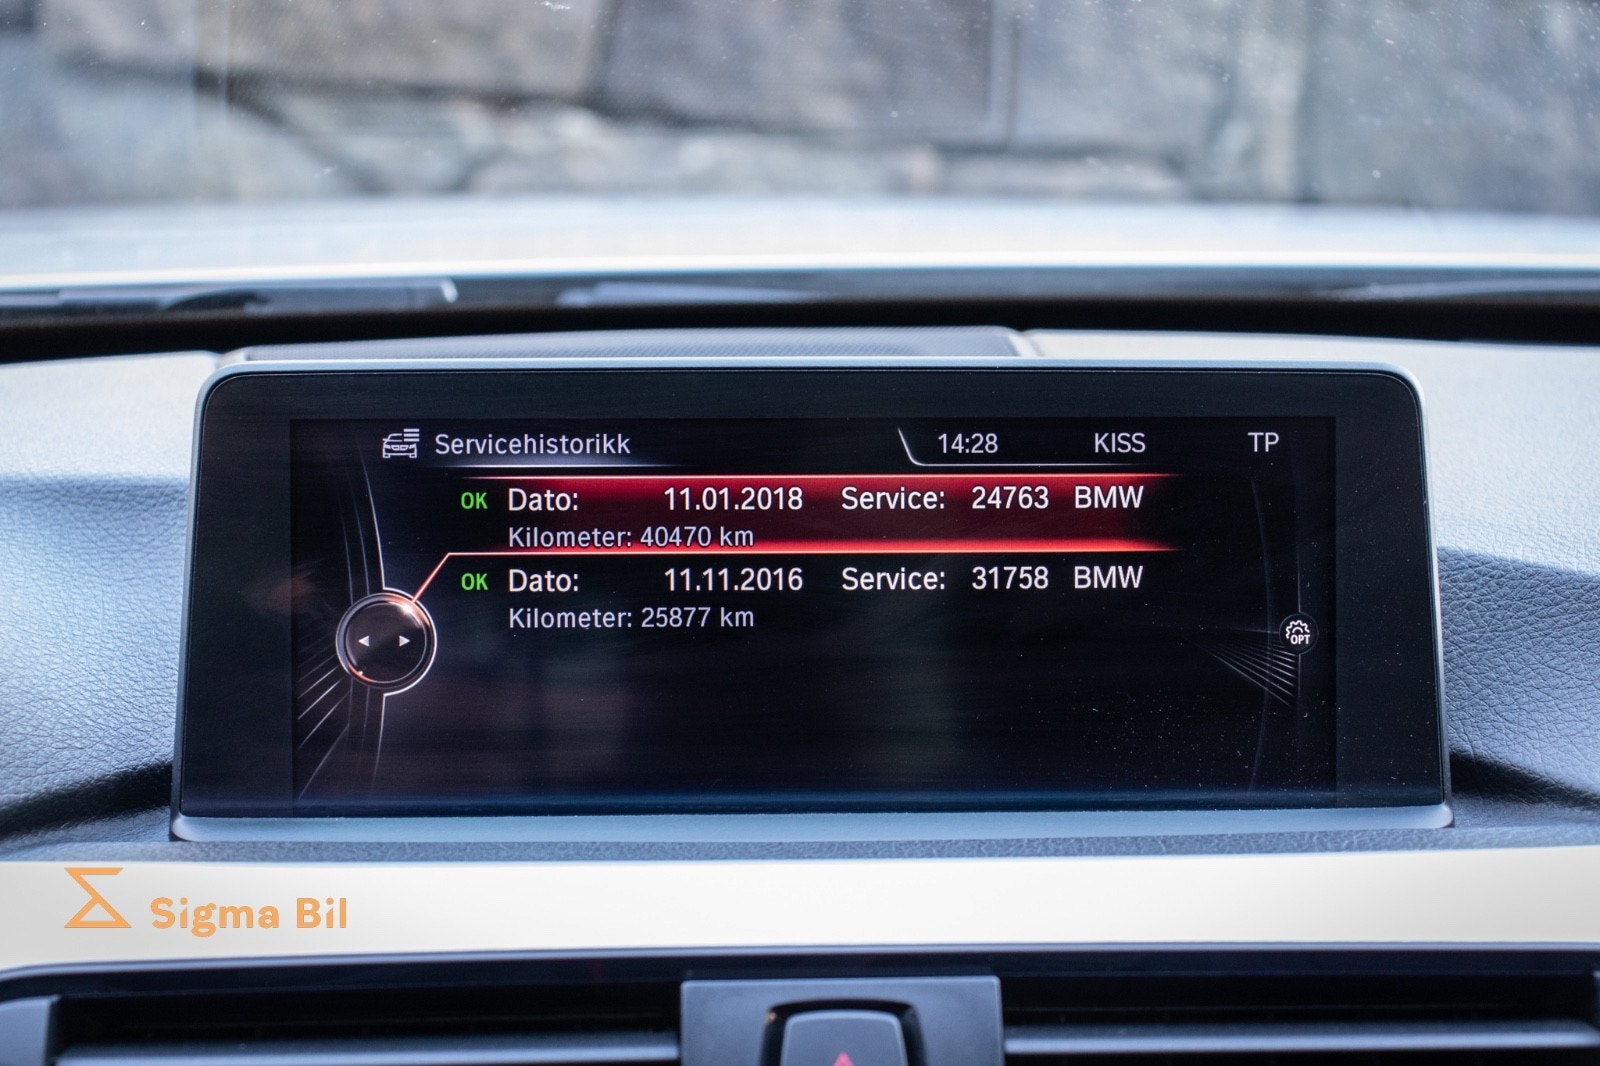 Servicehistorikk 14:28 KISS TP
OK Dato: 11.01.2018 Service: 24763 BMW
Kilometer: 40470 km
OK Dato: 11.11.2016 Service: 31758 BMW
Kilometer: 25877 km
OPT
Sigma Bil